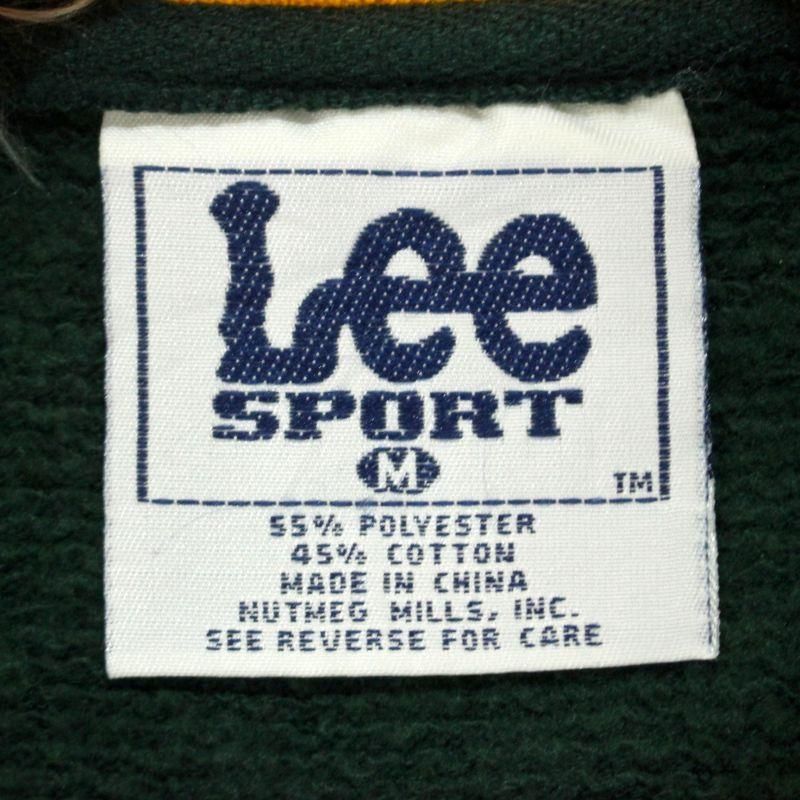 Lee
SPORT
M
TM
55% POLYESTER
45% COTTON
MADE IN CHINA
NUTMEG MILLS, INC.
SEE REVERSE FOR CARE